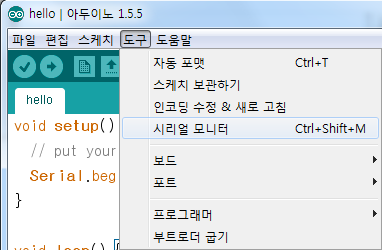 hello | 아두이노 1.5.5
파일 편집 스케치 도구 도움말
자동 포맷 Ctrl+T
스케치 보관하기
인코딩 수정 & 새로 고침
시리얼 모니터 Ctrl+Shift+M
보드
포트
프로그래머
부트로더 굽기
hello
void setup()
// put your
Serial.beg
}